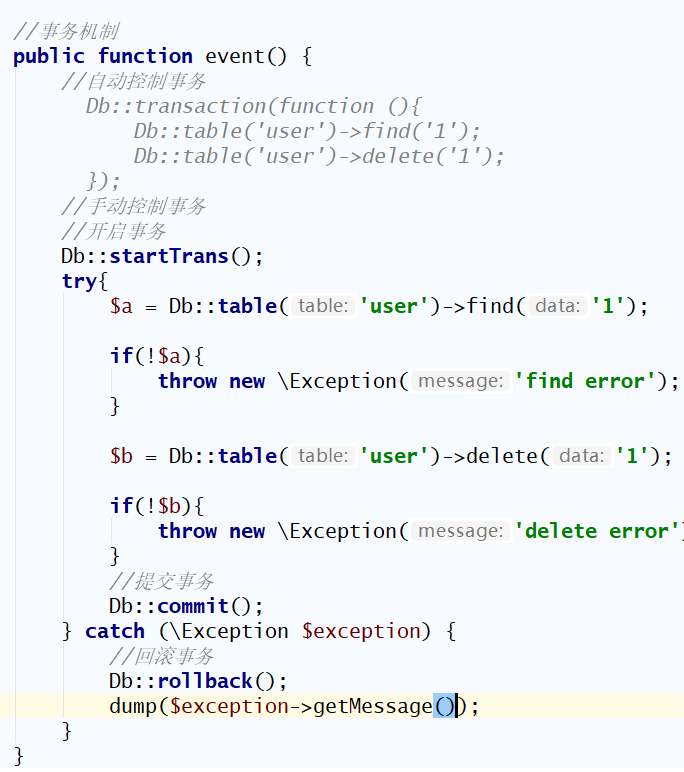 //事务机制
public function event() {
//自动控制事务
Db::transaction(function (){
Db::table('user')->find('1');
Db::table('user')->delete('1');
});
//手动控制事务
//开启事务
Db::startTrans();
try{
$a = Db::table( table: 'user')->find( data: '1');
if(!$a){
throw new \Exception( message: 'find error');
}
$b = Db::table( table: 'user')->delete( data: '1');
if(!$b){
throw new \Exception( message: 'delete error')
}
//提交事务
Db::commit();
} catch (\Exception $exception) {
//回滚事务
Db::rollback();
dump($exception->getMessage());
}
}